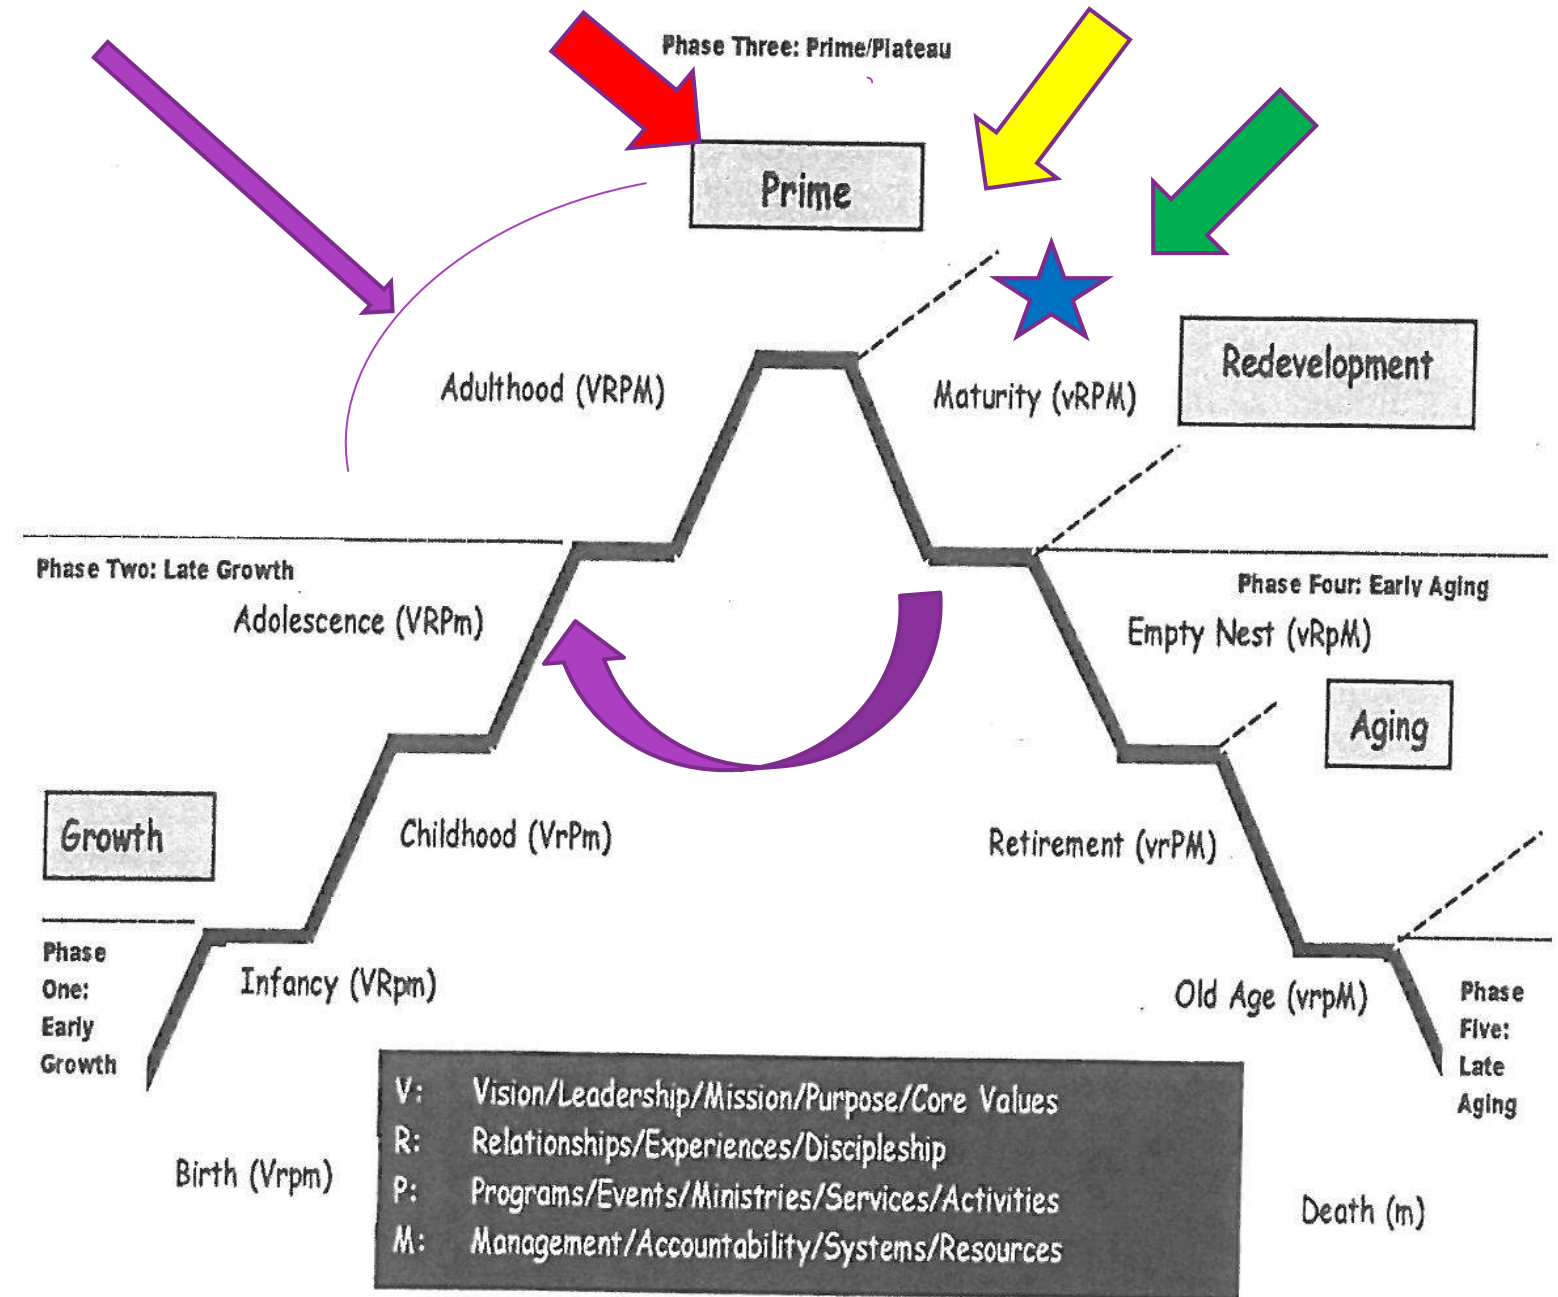 Phase Three: Prime/Plateau
Prime
Redevelopment
Adulthood (VRPM)
Maturity (vRPM)
Phase Two: Late Growth
Phase Four: Early Aging
Adolescence (VRPm)
Empty Nest (vRpM)
Aging
Growth
Childhood (VrPm)
Retirement (vrPM)
Phase
One:
Early
Growth
Infancy (VRpm)
Old Age (vrpM)
Phase
Five:
Late
Aging
V: Vision/Leadership/Mission/Purpose/Core Values
R: Relationships/Experiences/Discipleship
P: Programs/Events/Ministries/Services/Activities
M: Management/Accountability/Systems/Resources
Birth (Vrpm)
Death (m)